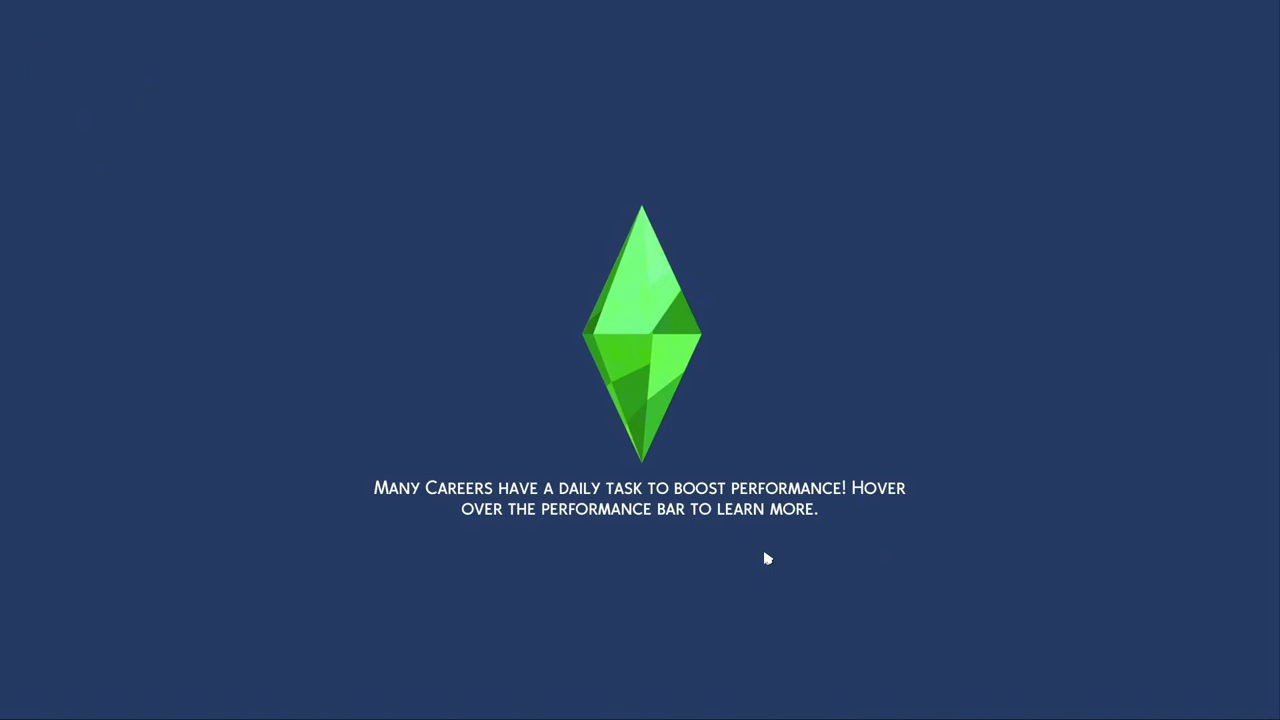 Many Careers have a daily task to boost performance! Hover
over the performance bar to learn more.